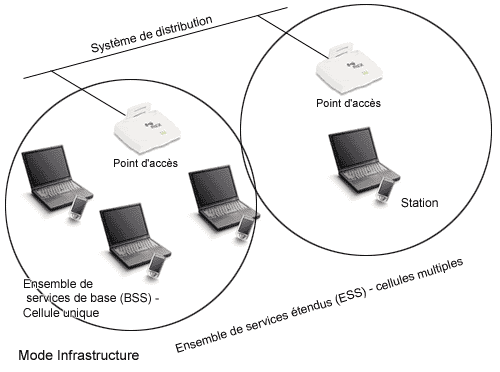 Système de distribution
Point d'accès
Point d'accès
Station
Ensemble de
services de base (BSS) -
Cellule unique
Ensemble de services étendus (ESS) - cellules multiples
Mode Infrastructure